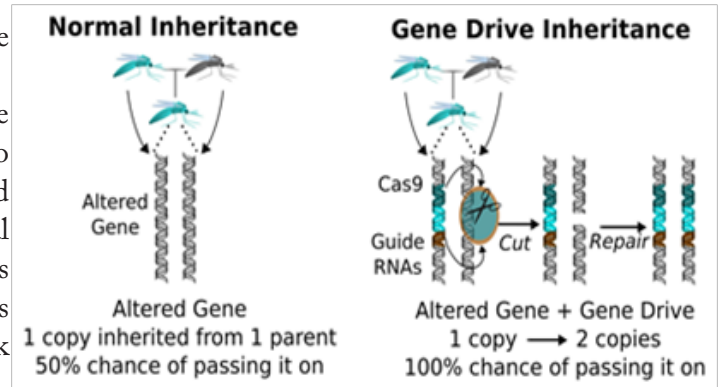 Normal Inheritance
Altered
Gene
Altered Gene
1 copy inherited from 1 parent
50% chance of passing it on
Gene Drive Inheritance
Cas9
Guide
RNAs
Cut
Repair
Altered Gene + Gene Drive
1 copy → 2 copies
100% chance of passing it on